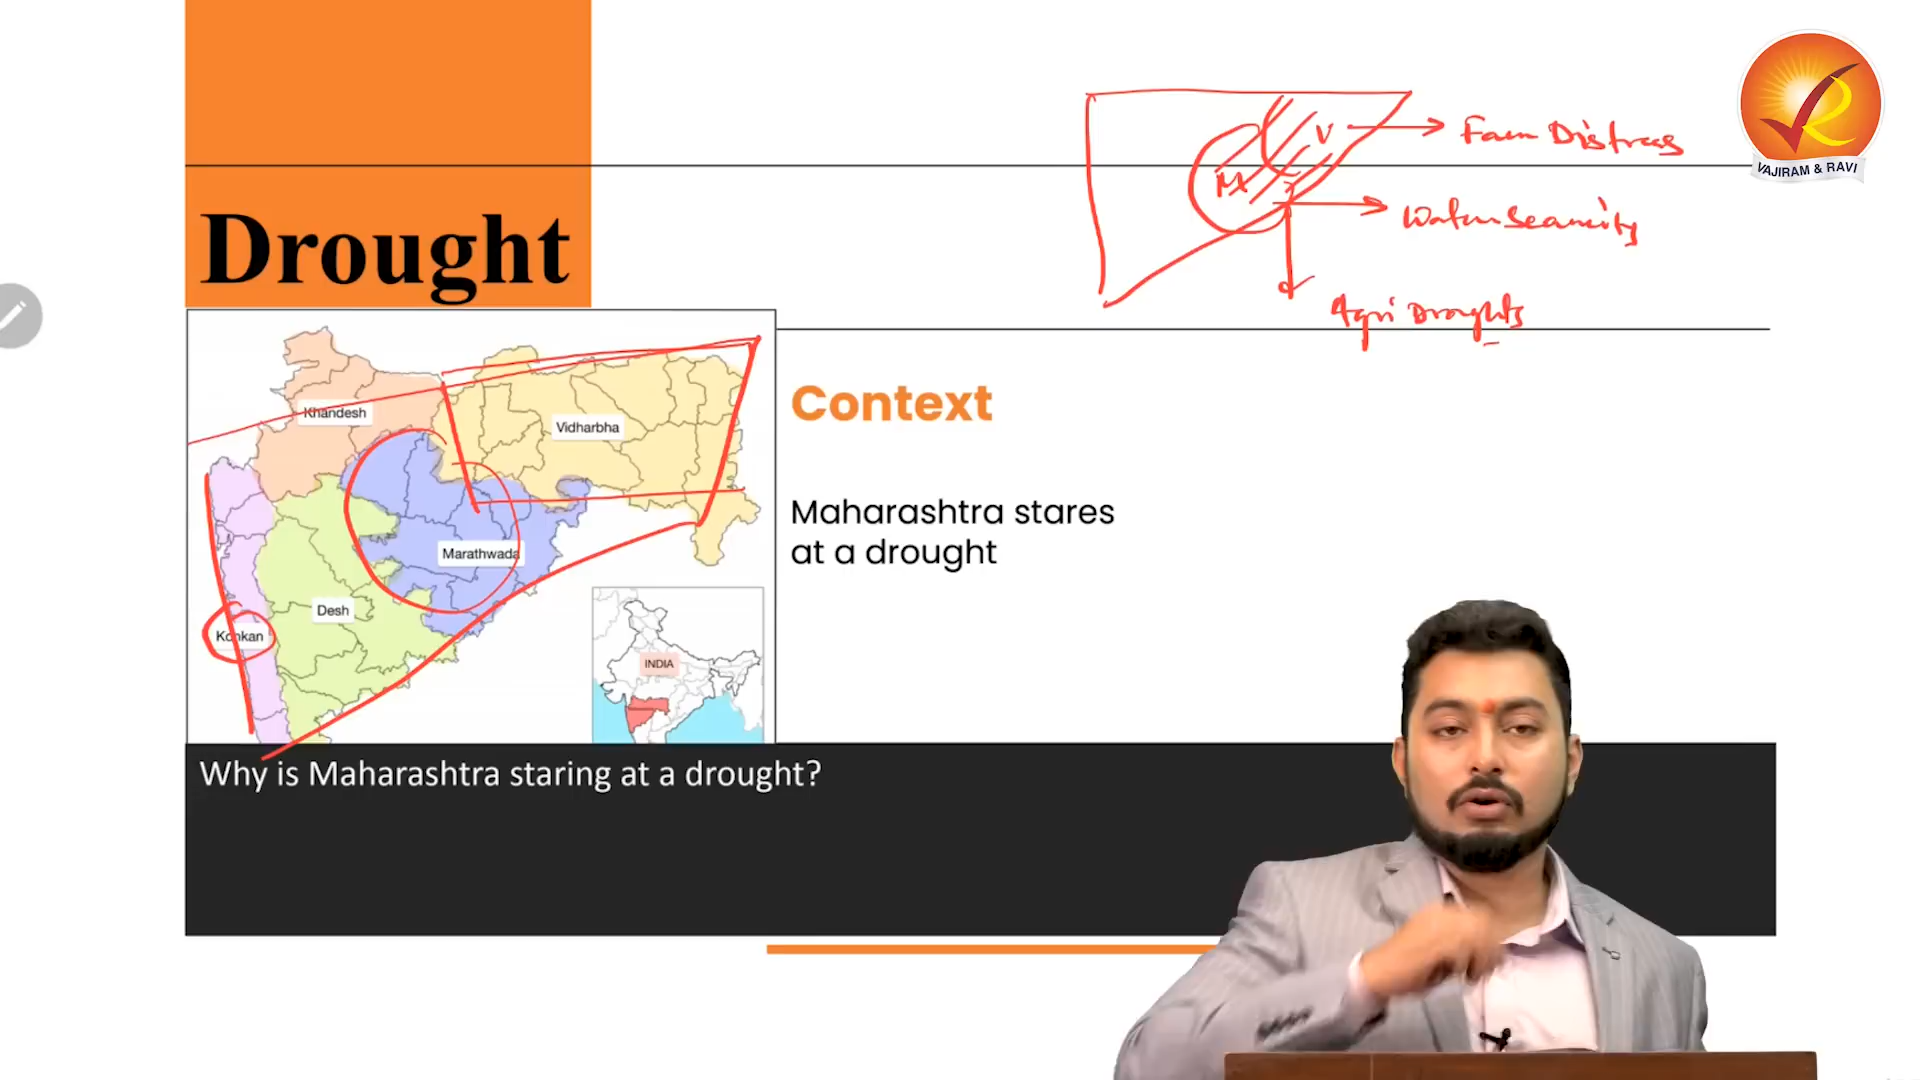 VAJIRAM & RAVI
V
Farm Distress
MX
Water Scarcity
Agri Droughts
Drought
Khandesh
Vidharbha
Marathwada
Desh
Konkan
INDIA
Context
Maharashtra stares
at a drought
Why is Maharashtra staring at a drought?